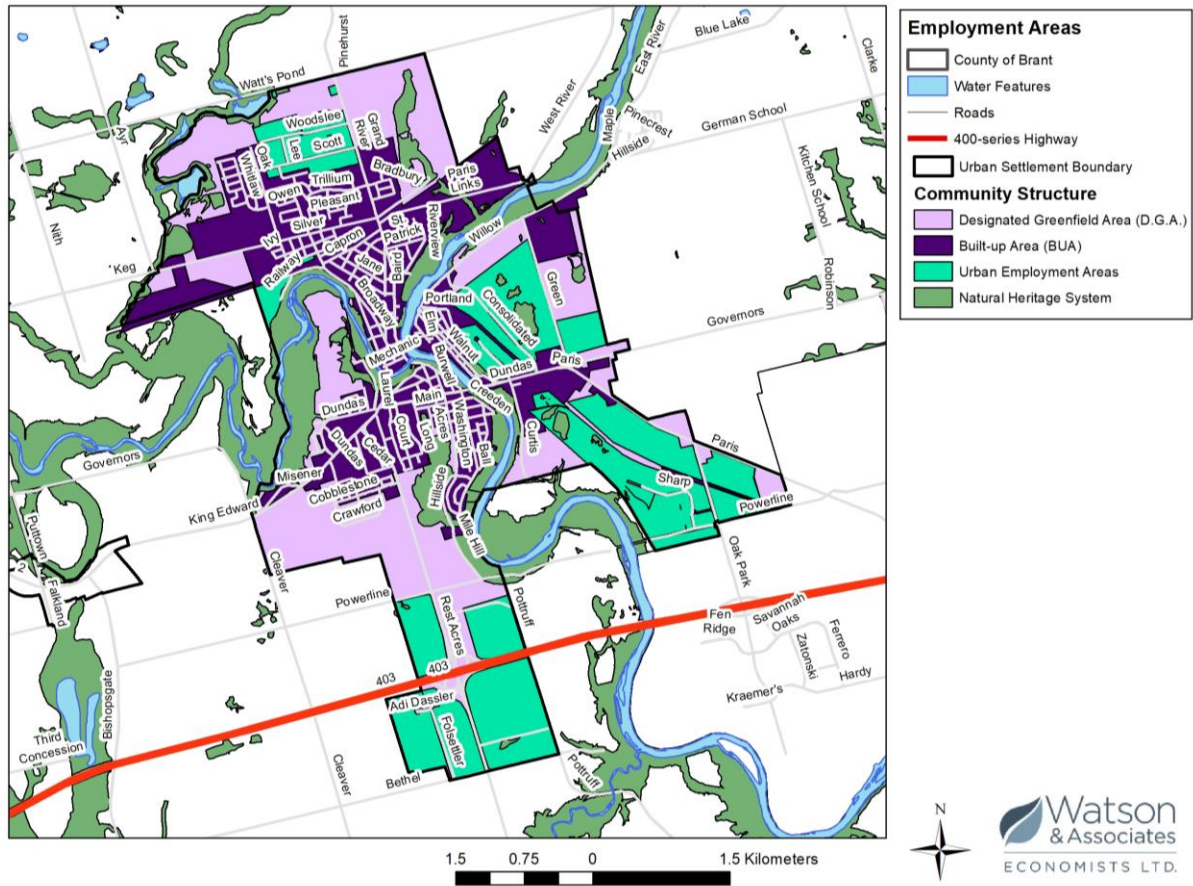 Employment Areas
County of Brant
Water Features
Roads
400-series Highway
Urban Settlement Boundary
Community Structure
Designated Greenfield Area (D.G.A.)
Built-up Area (BUA)
Urban Employment Areas
Natural Heritage System
Watt's Pond
Pinehurst
Blue Lake
East River
West River
Clarke
Ayr
Woodslee
Lee
Scott
Oak
Grand River
Maple
Pinecrest
Hillside
German School
Kitchen School
Whitlaw
Owen
Trillium
Pleasant
Bradbury
Paris Links
Nith
Silver
Ivy
Capron
St. Patrick
Riverview
Willow
Keg
Railway
Jane
Baird
Broadway
Portland
Consolidated
Green
Robinson
Governors
Elm
Walnut
Mechanic
Burwell
Dundas
Paris
Creeden
Laurel
Main
Dundas
Acres
Washington
Court
Long
Ball
Curtis
Dundas
Cedar
Governors
Misener
Paris
Sharp
Cobblestone
Crawford
Hillside
King Edward
Mile Hill
Powerline
Puttown
2
Falkland
Cleaver
Oak Park
Powerline
Rest Acres
Pottruff
Fen Ridge
Savannah Oaks
Ferrero
Zatonski
Hardy
Kraemer's
403
403
Adi Dassler
Folsettler
Bishopsgate
Third Concession
Cleaver
Bethel
Pottruff
N
1.5 0.75 0 1.5 Kilometers
Watson
& Associates
ECONOMISTS LTD.